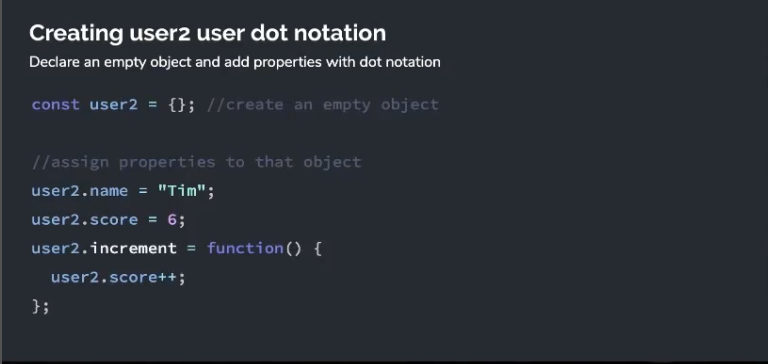 Creating user2 user dot notation
Declare an empty object and add properties with dot notation
const user2 = {}; //create an empty object
//assign properties to that object
user2.name = "Tim";
user2.score = 6;
user2.increment = function() {
  user2.score++;
};